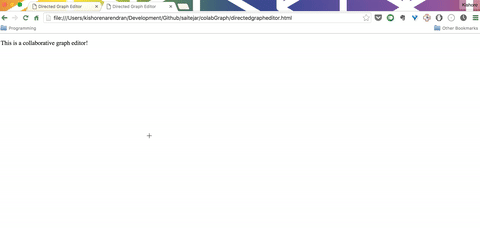 Directed Graph Editor
Directed Graph Editor
Kishore
file:///Users/kishorenarendran/Development/Github/saitejar/colabGraph/directedgrapheditor.html
Programming
Other Bookmarks
This is a collaborative graph editor!